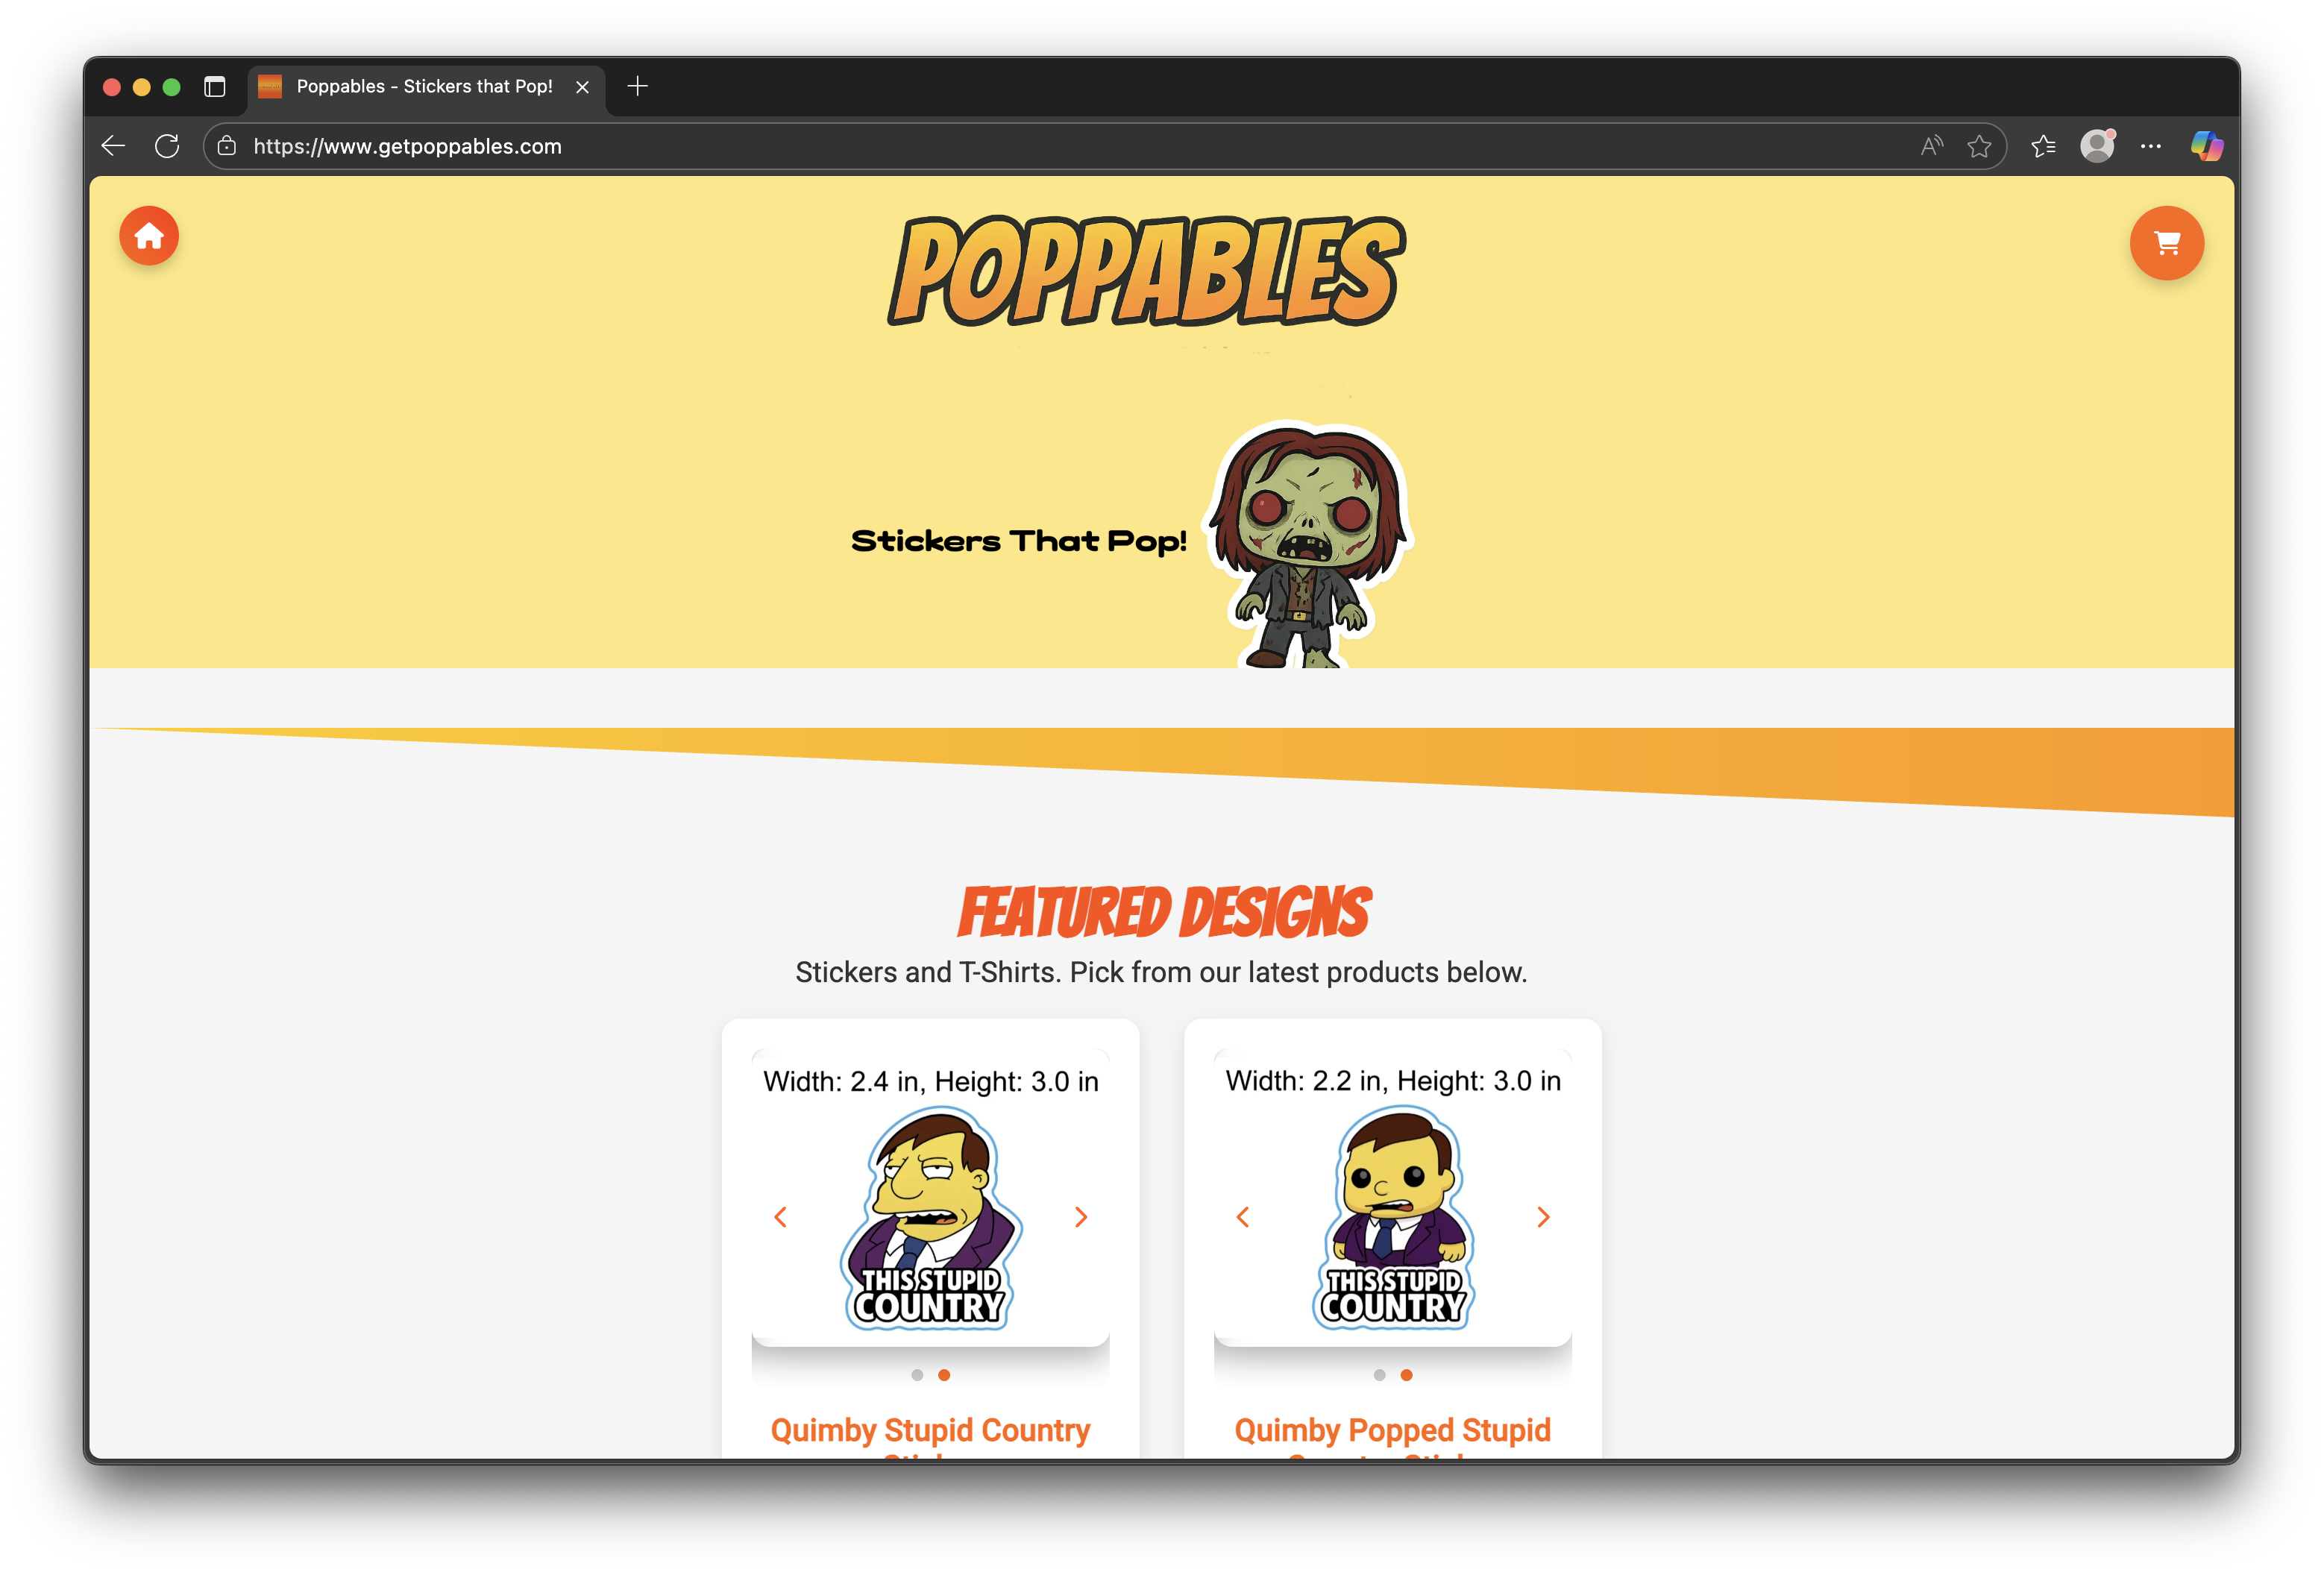 Poppables - Stickers that Pop!
https://www.getpoppables.com
POPPABLES
Stickers That Pop!
FEATURED DESIGNS
Stickers and T-Shirts. Pick from our latest products below.
Width: 2.4 in, Height: 3.0 in
THIS STUPID
COUNTRY
Quimby Stupid Country
Width: 2.2 in, Height: 3.0 in
THIS STUPID
COUNTRY
Quimby Popped Stupid